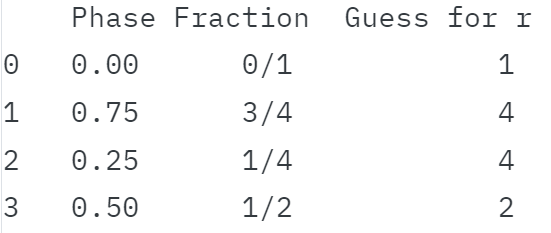 Phase Fraction Guess for r
0 0.00 0/1 1
1 0.75 3/4 4
2 0.25 1/4 4
3 0.50 1/2 2